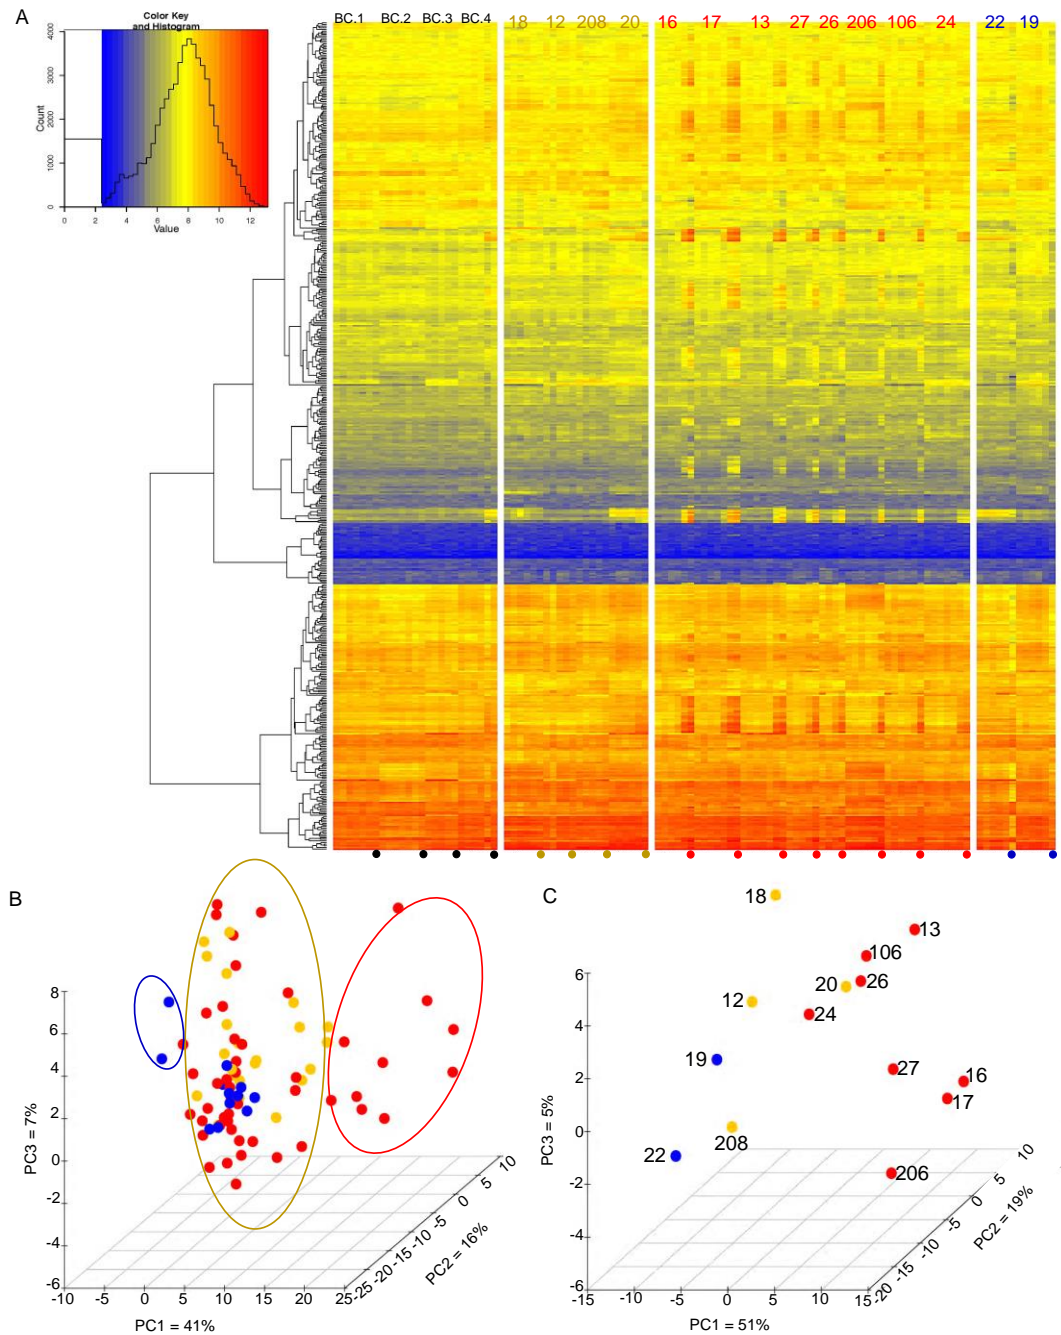 A
Color Key
and Histogram
Count
0 1000 2000 3000 4000
0 2 4 6 8 10 12
Value
BC.1 BC.2 BC.3 BC.4 18 12 208 20 16 17 13 27 26 206 106 24 22 19
B
8
6
4
2
0
-2
-4
-6
PC3 = 7%
-10 -5 0 5 10 15 20 25
PC1 = 41%
-25 -20 -15 -10 -5 0 5 10
PC2 = 16%
C
18
13
106
20 26
12
24
19
27
16
17
208
22
206
6
4
2
0
-2
-4
-6
PC3 = 5%
-15 -10 -5 0 5 10 15
PC1 = 51%
-20 -15 -10 -5 0 5 10
PC2 = 19%